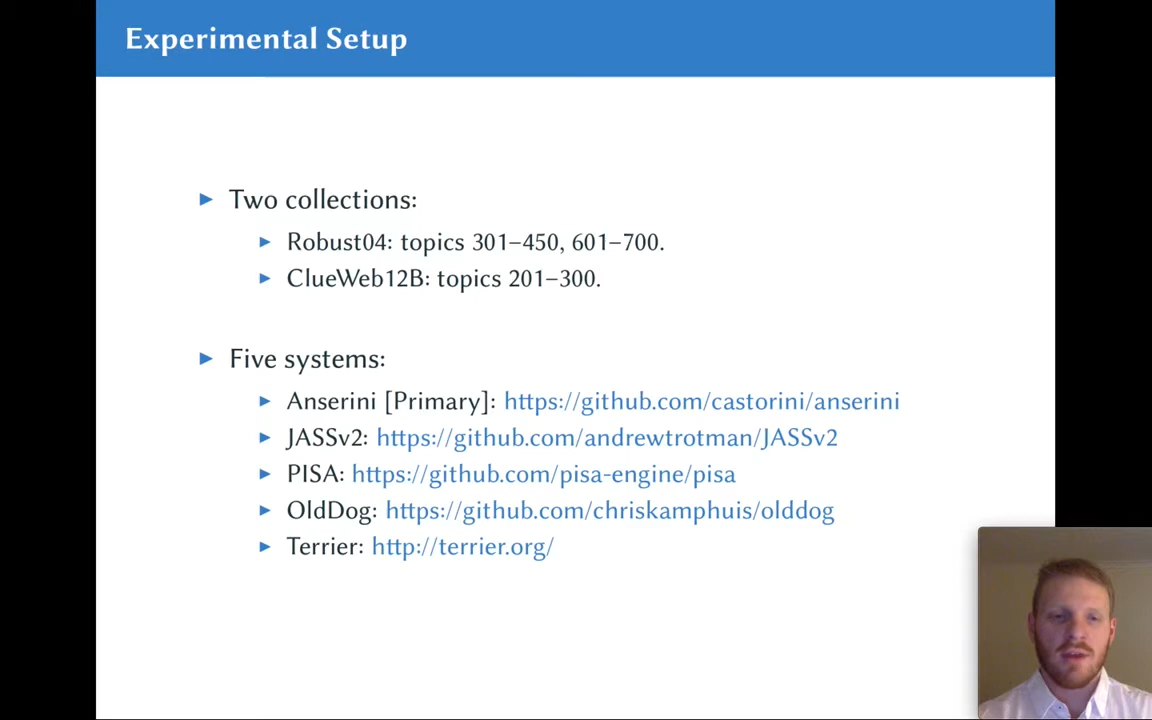 Experimental Setup
▶ Two collections:
▶ Robust04: topics 301–450, 601–700.
▶ ClueWeb12B: topics 201–300.
▶ Five systems:
▶ Anserini [Primary]: https://github.com/castorini/anserini
▶ JASSv2: https://github.com/andrewtrotman/JASSv2
▶ PISA: https://github.com/pisa-engine/pisa
▶ OldDog: https://github.com/chriskamphuis/olddog
▶ Terrier: http://terrier.org/